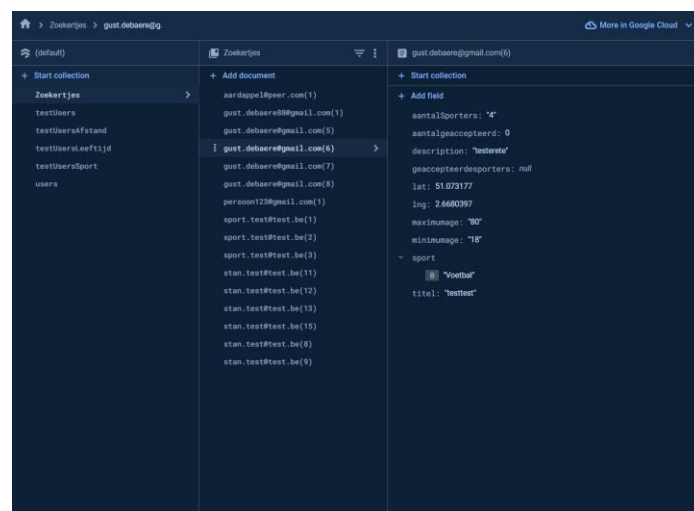 Zoekertjes > gust.debaere@g.
More in Google Cloud
(default)
+ Start collection
Zoekertjes
testUsers
testUsersAfstand
testUsersLeeftijd
testUsersSport
users
Zoekertjes
+ Add document
aardappel@peer.com(1)
gust.debaere88@gmail.com(1)
gust.debaere@gmail.com(5)
gust.debaere@gmail.com(6)
gust.debaere@gmail.com(7)
gust.debaere@gmail.com(8)
persoon123@gmail.com(1)
sport.test@test.be(1)
sport.test@test.be(2)
sport.test@test.be(3)
stan.test@test.be(11)
stan.test@test.be(12)
stan.test@test.be(13)
stan.test@test.be(15)
stan.test@test.be(8)
stan.test@test.be(9)
gust.debaere@gmail.com(6)
+ Start collection
+ Add field
aantalSporters: "4"
aantalgeaccepteerd: 0
description: "testerete"
geaccepteerdesporters: null
lat: 51.073177
lng: 2.6680397
maximumage: "80"
minimumage: "18"
sport
0 "Voetbal"
titel: "testtest"